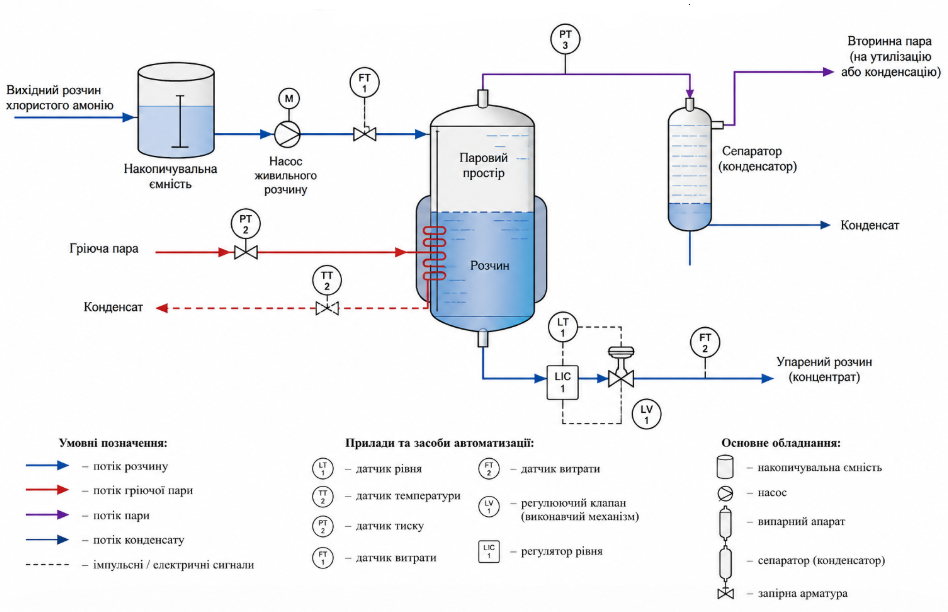 PT
3
Вторинна пара
(на утилізацію
або конденсацію)
Вихідний розчин
хлористого амонію
FT
1
M
Накопичувальна
ємність
Насос
живильного
розчину
Паровий
простір
Сепаратор
(конденсатор)
PT
2
Гріюча пара
Конденсат
TT
2
Конденсат
Розчин
LT
1
FT
2
LIC
1
Упарений розчин
(концентрат)
LV
1
Умовні позначення:
– потік розчину
– потік гріючої пари
– потік пари
– потік конденсату
– імпульсні / електричні сигнали
Прилади та засоби автоматизації:
LT
1
– датчик рівня
TT
2
– датчик температури
PT
2
– датчик тиску
FT
1
– датчик витрати
FT
2
– датчик витрати
LV
1
– регулюючий клапан
(виконавчий механізм)
LIC
1
– регулятор рівня
Основне обладнання:
– накопичувальна ємність
– насос
– випарний апарат
– сепаратор (конденсатор)
– запірна арматура